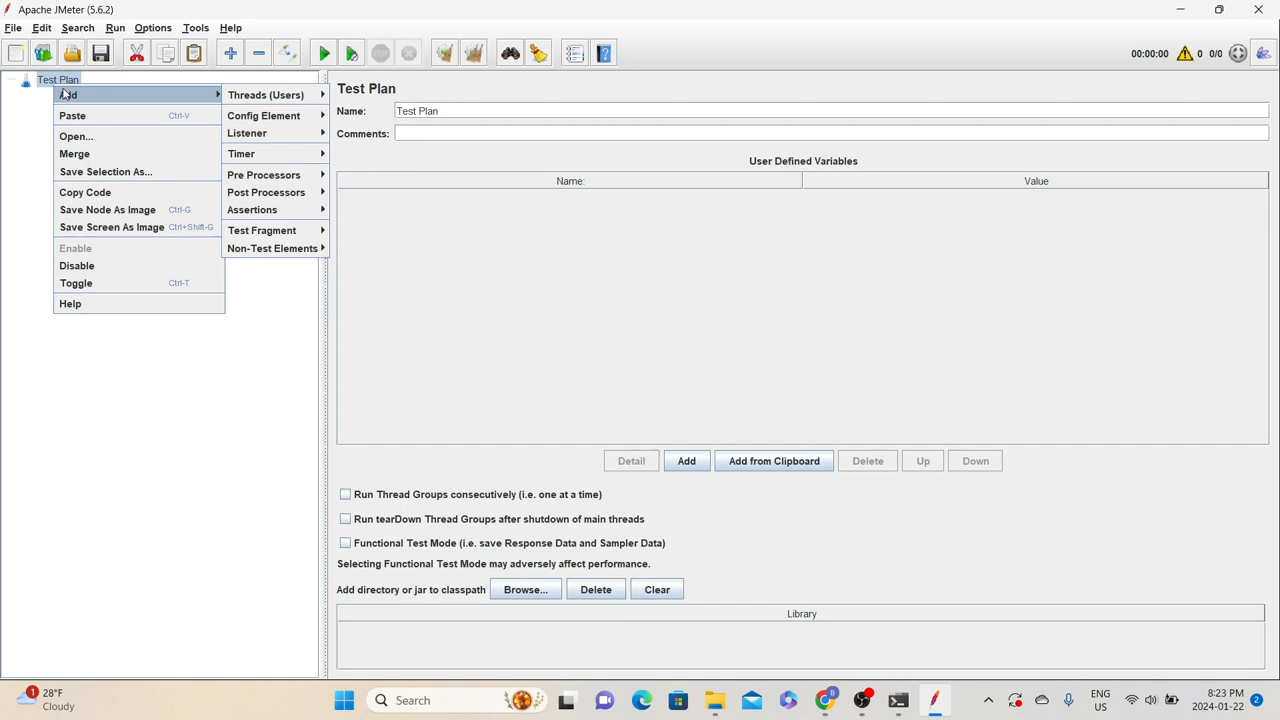 Apache JMeter (5.6.2)
File Edit Search Run Options Tools Help
00:00:00 0 0/0
Test Plan
Add
Paste Ctrl-V
Open...
Merge
Save Selection As...
Copy Code
Save Node As Image Ctrl-G
Save Screen As Image Ctrl+Shift-G
Enable
Disable
Toggle Ctrl-T
Help
Threads (Users)
Config Element
Listener
Timer
Pre Processors
Post Processors
Assertions
Test Fragment
Non-Test Elements
Test Plan
Name: Test Plan
Comments:
User Defined Variables
Name: Value
Detail Add Add from Clipboard Delete Up Down
Run Thread Groups consecutively (i.e. one at a time)
Run tearDown Thread Groups after shutdown of main threads
Functional Test Mode (i.e. save Response Data and Sampler Data)
Selecting Functional Test Mode may adversely affect performance.
Add directory or jar to classpath Browse... Delete Clear
Library
1 28°F
Cloudy
Search
B
ENG
US
8:23 PM
2024-01-22
2